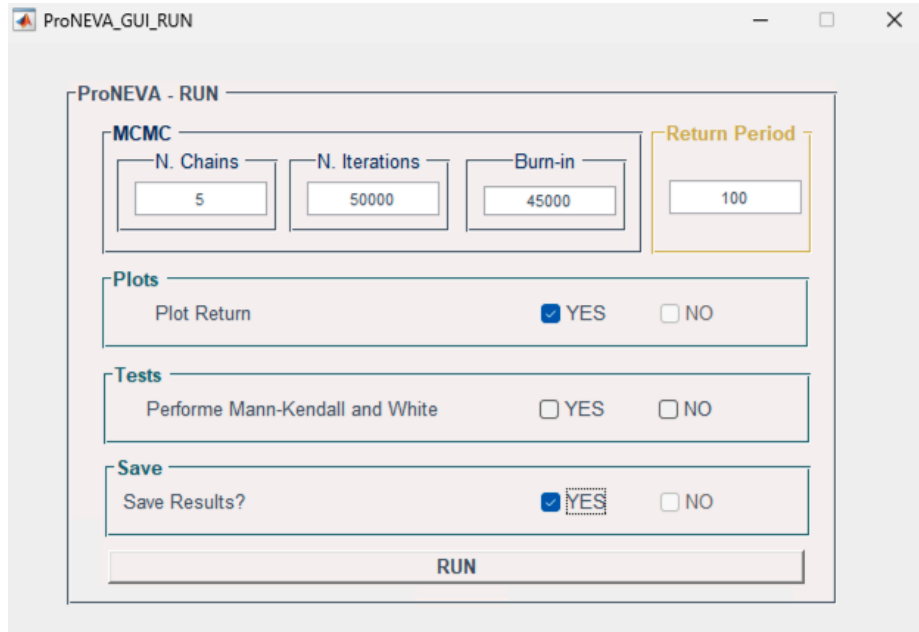 ProNEVA_GUI_RUN
ProNEVA - RUN
MCMC
Return Period
N. Chains
N. Iterations
Burn-in
5
50000
45000
100
Plots
Plot Return
YES
NO
Tests
Performe Mann-Kendall and White
YES
NO
Save
Save Results?
YES
NO
RUN